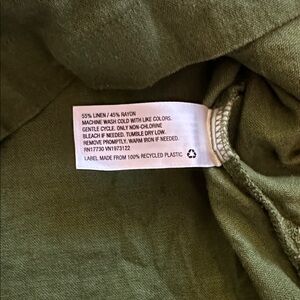 55% LINEN / 45% RAYON
MACHINE WASH COLD WITH LIKE COLORS.
GENTLE CYCLE. ONLY NON-CHLORINE
BLEACH IF NEEDED. TUMBLE DRY LOW.
REMOVE PROMPTLY. WARM IRON IF NEEDED.
RN17730 VN1973122
LABEL MADE FROM 100% RECYCLED PLASTIC